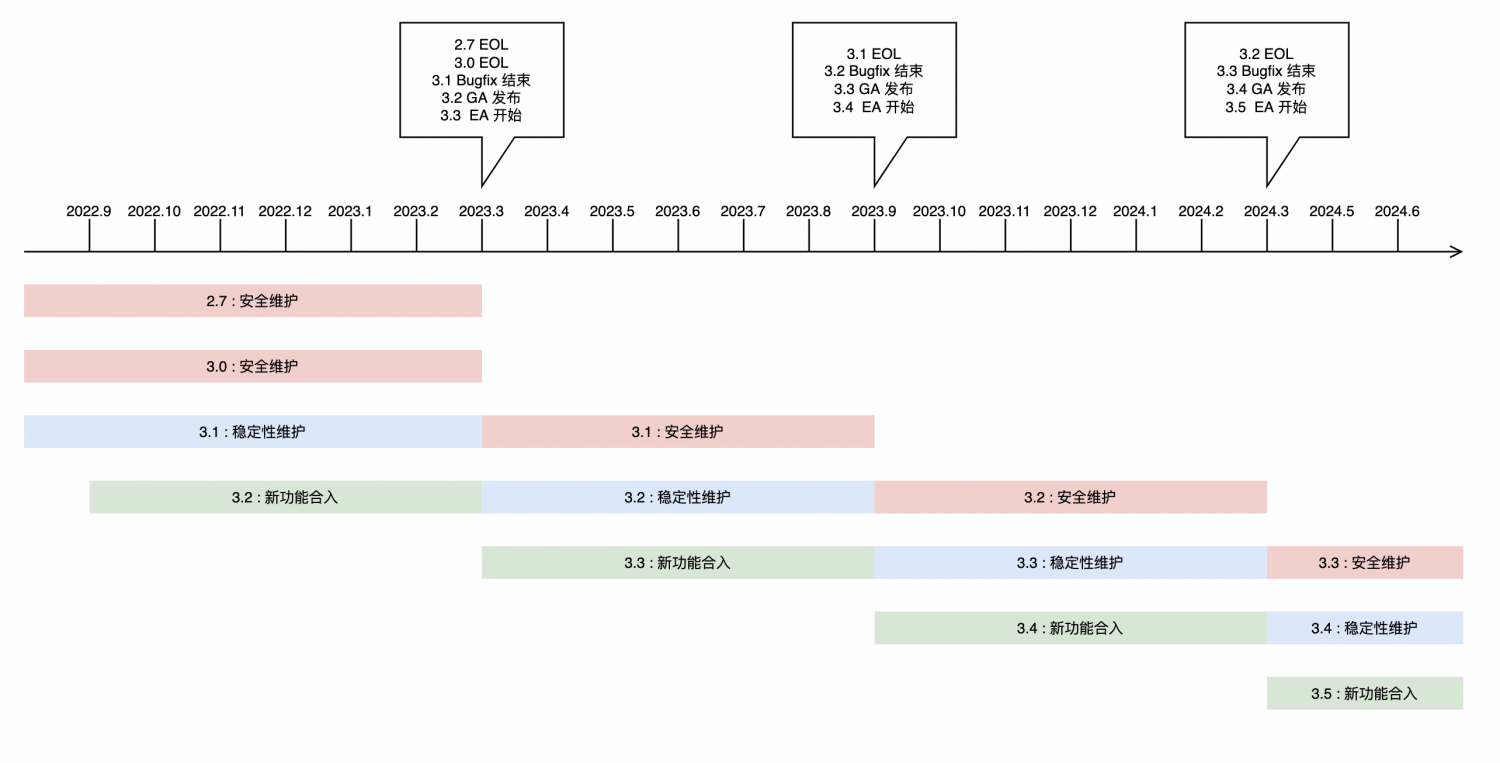 2.7 EOL
3.0 EOL
3.1 Bugfix 结束
3.2 GA 发布
3.3 EA 开始
3.1 EOL
3.2 Bugfix 结束
3.3 GA 发布
3.4 EA 开始
3.2 EOL
3.3 Bugfix 结束
3.4 GA 发布
3.5 EA 开始
2022.9 2022.10 2022.11 2022.12 2023.1 2023.2 2023.3 2023.4 2023.5 2023.6 2023.7 2023.8 2023.9 2023.10 2023.11 2023.12 2024.1 2024.2 2024.3 2024.5 2024.6
2.7 : 安全维护
3.0 : 安全维护
3.1 : 稳定性维护 3.1 : 安全维护
3.2 : 新功能合入 3.2 : 稳定性维护 3.2 : 安全维护
3.3 : 新功能合入 3.3 : 稳定性维护 3.3 : 安全维护
3.4 : 新功能合入 3.4 : 稳定性维护
3.5 : 新功能合入